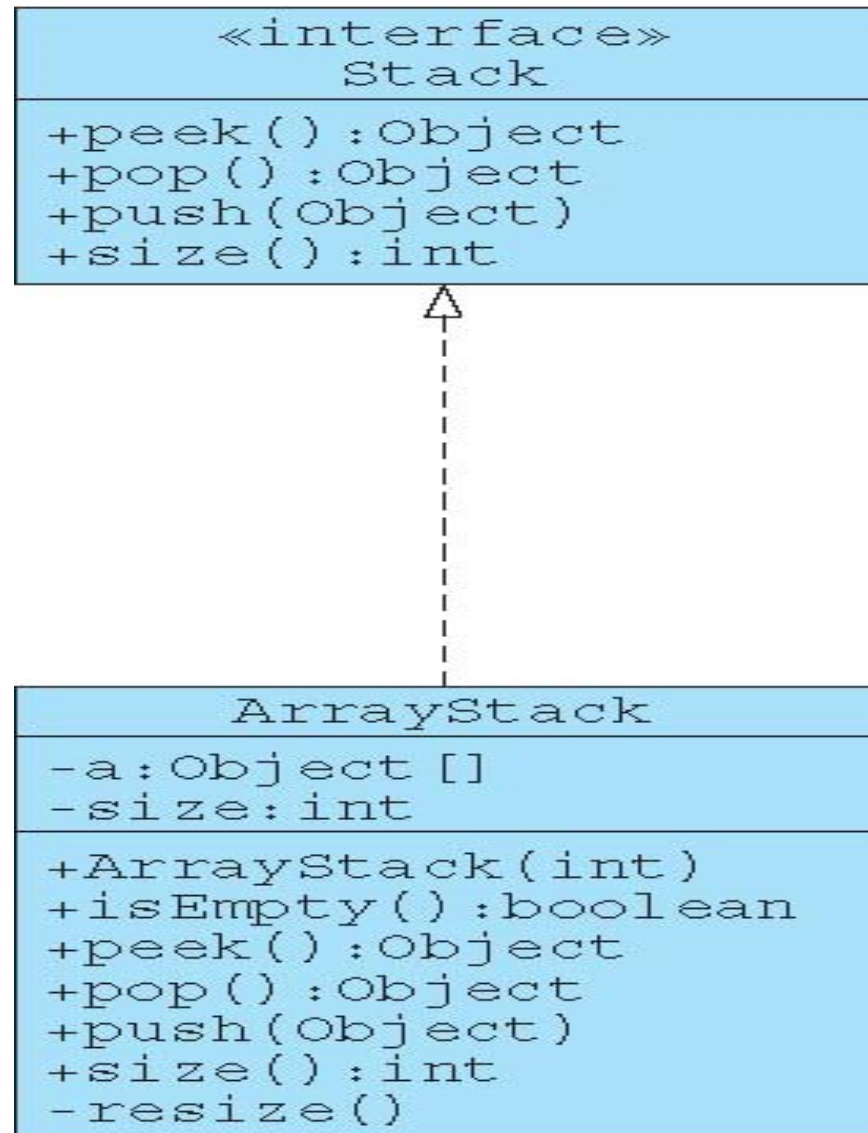 «interface»
Stack
+peek():Object
+pop():Object
+push(Object)
+size():int
ArrayStack
-a:Object[]
-size:int
+ArrayStack(int)
+isEmpty():boolean
+peek():Object
+pop():Object
+push(Object)
+size():int
-resize()